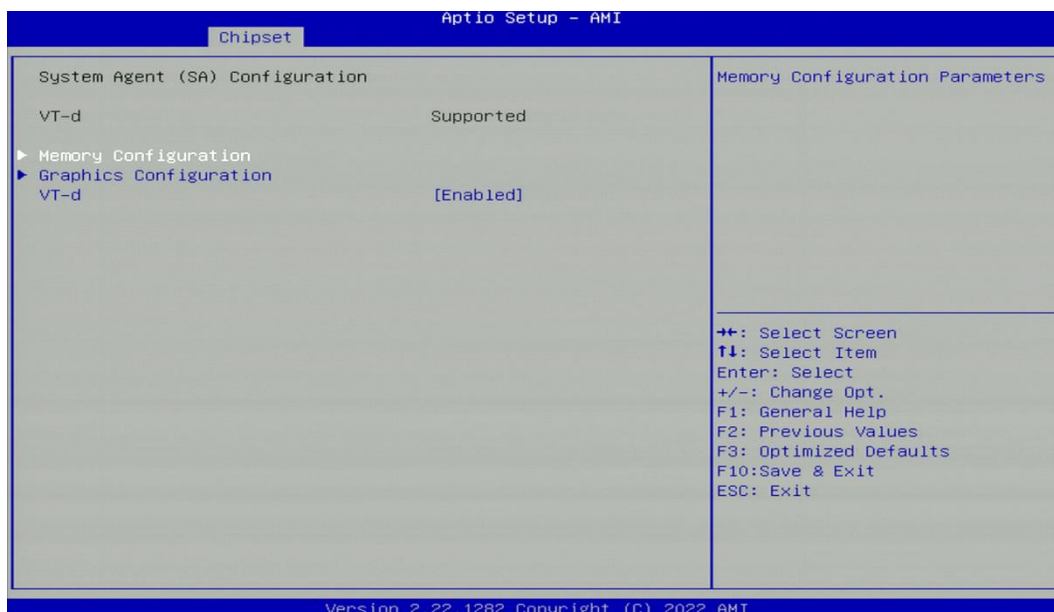 Aptio Setup – AMI
Chipset
System Agent (SA) Configuration
VT-d Supported
► Memory Configuration
► Graphics Configuration
VT-d [Enabled]
Memory Configuration Parameters
→←: Select Screen
↑↓: Select Item
Enter: Select
+/-: Change Opt.
F1: General Help
F2: Previous Values
F3: Optimized Defaults
F10:Save & Exit
ESC: Exit
Version 2.22.1282 Copyright (C) 2022 AMI